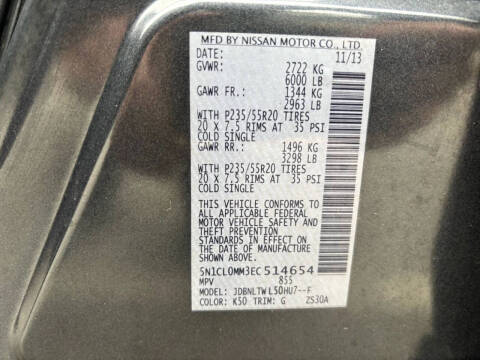 MFD BY NISSAN MOTOR CO., LTD.
DATE: 11/13
GVWR: 2722 KG
6000 LB
GAWR FR.: 1344 KG
2963 LB
WITH P235/55R20 TIRES
20 X 7.5 RIMS AT 35 PSI
COLD SINGLE
GAWR RR.: 1496 KG
3298 LB
WITH P235/55R20 TIRES
20 X 7.5 RIMS AT 35 PSI
COLD SINGLE
THIS VEHICLE CONFORMS TO
ALL APPLICABLE FEDERAL
MOTOR VEHICLE SAFETY
AND THEFT PREVENTION
STANDARDS
IN EFFECT ON THE DATE OF
MANUFACTURE SHOWN ABOVE.
5N1CL0MM3EC514654
MPV 855
MODEL: JDBNLTWL50HU7--F
COLOR: K50 TRIM: G ZS30A